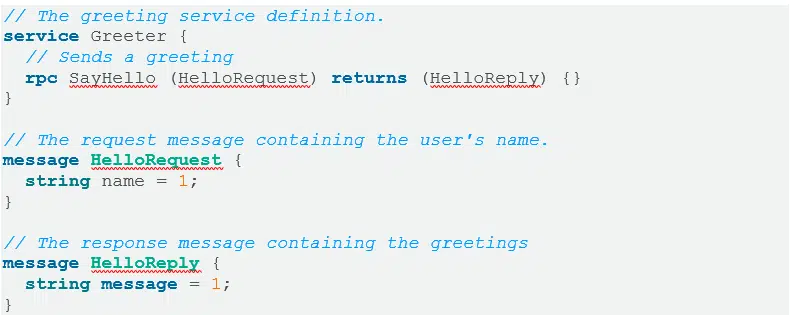 // The greeting service definition.
service Greeter {
  // Sends a greeting
  rpc SayHello (HelloRequest) returns (HelloReply) {}
}

// The request message containing the user's name.
message HelloRequest {
  string name = 1;
}

// The response message containing the greetings
message HelloReply {
  string message = 1;
}